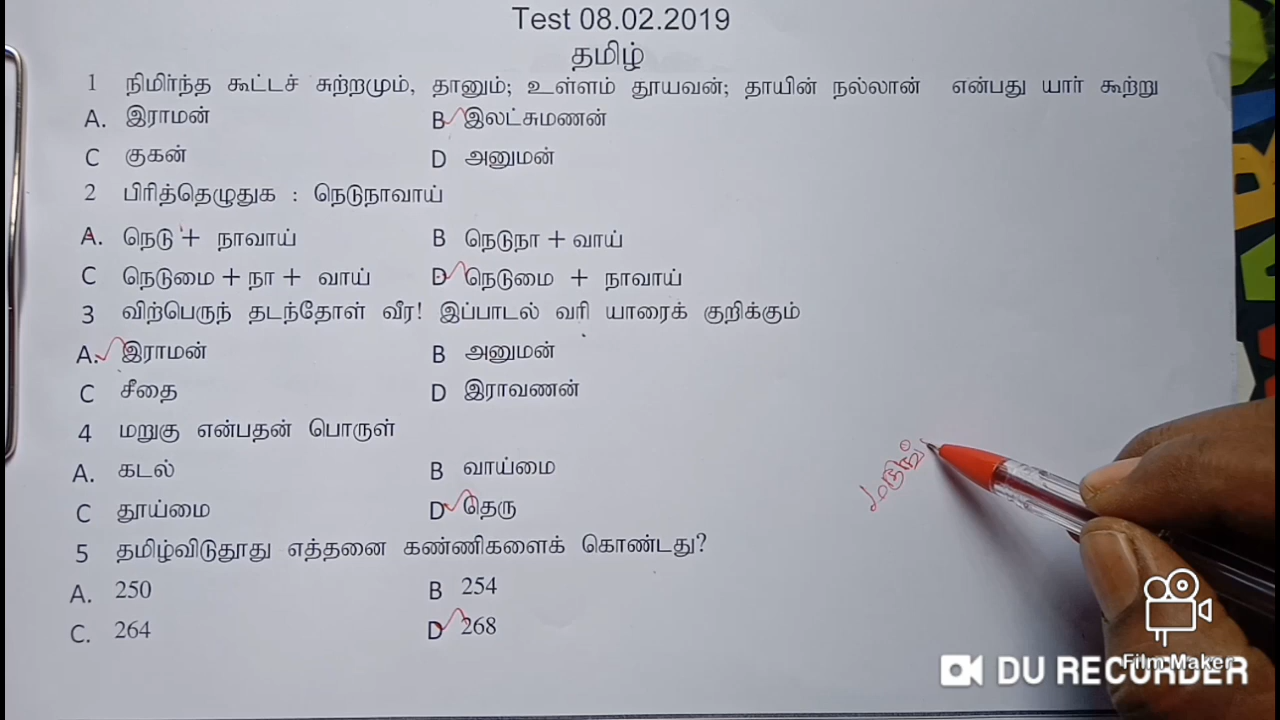 Test 08.02.2019
தமிழ்
1 நிமிர்ந்த கூட்டச் சுற்றமும், தானும்; உள்ளம் தூயவன்; தாயின் நல்லான் என்பது யார் கூற்று
A. இராமன் B இலட்சுமணன்
C குகன் D அனுமன்
2 பிரித்தெழுதுக : நெடுநாவாய்
A. நெடு + நாவாய் B நெடுநா + வாய்
C நெடுமை + நா + வாய் D நெடுமை + நாவாய்
3 விற்பெருந் தடந்தோள் வீர! இப்பாடல் வரி யாரைக் குறிக்கும்
A. இராமன் B அனுமன்
C சீதை D இராவணன்
4 மறுகு என்பதன் பொருள்
A. கடல் B வாய்மை
C தூய்மை D தெரு
5 தமிழ்விடுதூது எத்தனை கண்ணிகளைக் கொண்டது?
A. 250 B 254
C. 264 D 268
Film Maker
DU RECORDER